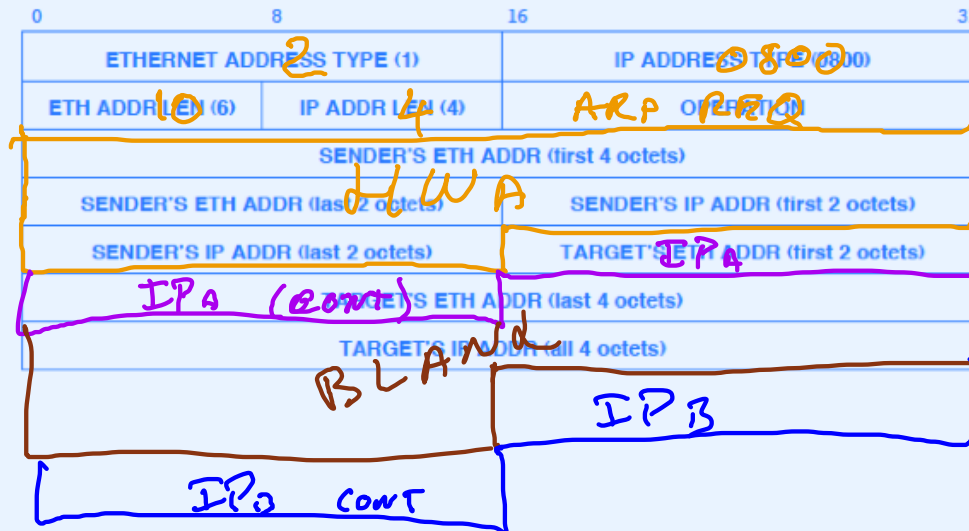 0 8 16 3
ETHERNET ADDRESS TYPE (1) 2 IP ADDRESS TYPE (0800) 0800
ETH ADDR LEN (6) 10 IP ADDR LEN (4) 4 OPERATION ARP REQ
SENDER'S ETH ADDR (first 4 octets)
HWA
SENDER'S ETH ADDR (last 2 octets) SENDER'S IP ADDR (first 2 octets)
SENDER'S IP ADDR (last 2 octets) TARGET'S ETH ADDR (first 2 octets) IPA
IPA (CONT) TARGET'S ETH ADDR (last 4 octets)
TARGET'S IP ADDR (all 4 octets)
BLANK
IPB
IPB CONT